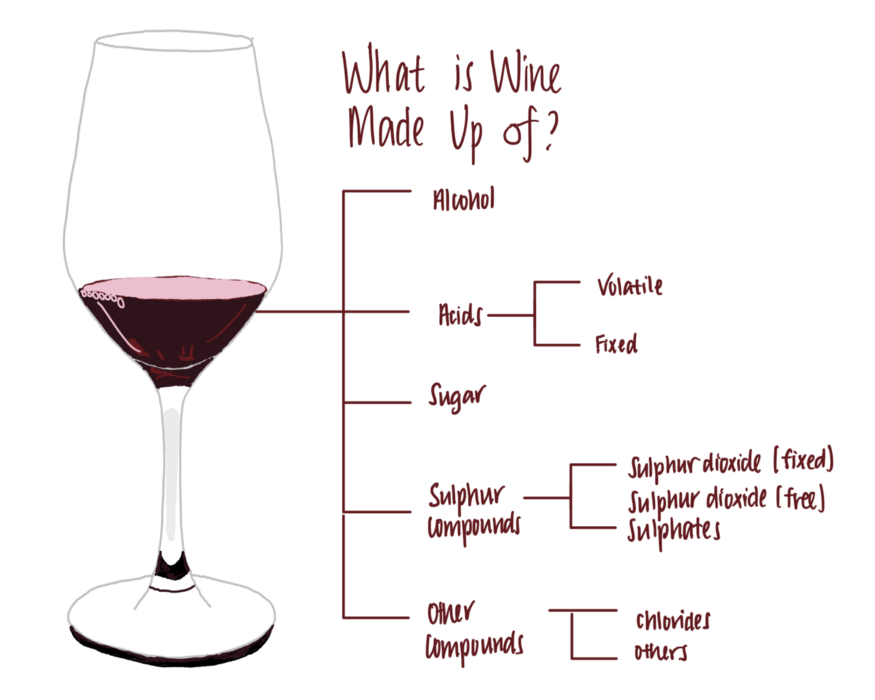 What is Wine
Made Up of?
Alcohol
Acids
Volatile
Fixed
Sugar
Sulphur
compounds
Sulphur dioxide (fixed)
Sulphur dioxide (free)
Sulphates
Other
compounds
chlorides
others